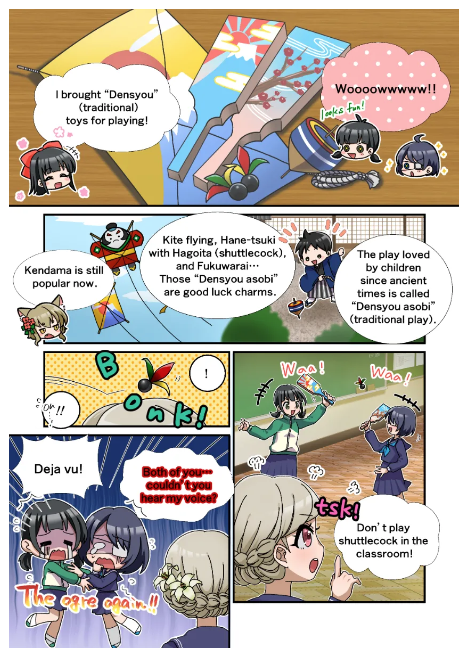 I brought “Densyou”
(traditional)
toys for playing!
Woooowwwww!!
looks fun!
Kite flying, Hane-tsuki
with Hagoita (shuttlecock),
and Fukuwarai…
Those “Densyou asobi”
are good luck charms.
The play loved
by children
since ancient
times is called
“Densyou asobi”
(traditional play).
Kendama is still
popular now.
Bonk!
!
!!
Waa!
Waa!
tsk!
Don’t play
shuttlecock in the
classroom!
Deja vu!
Both of you…
couldn’t you
hear my voice?
The ogre again!!